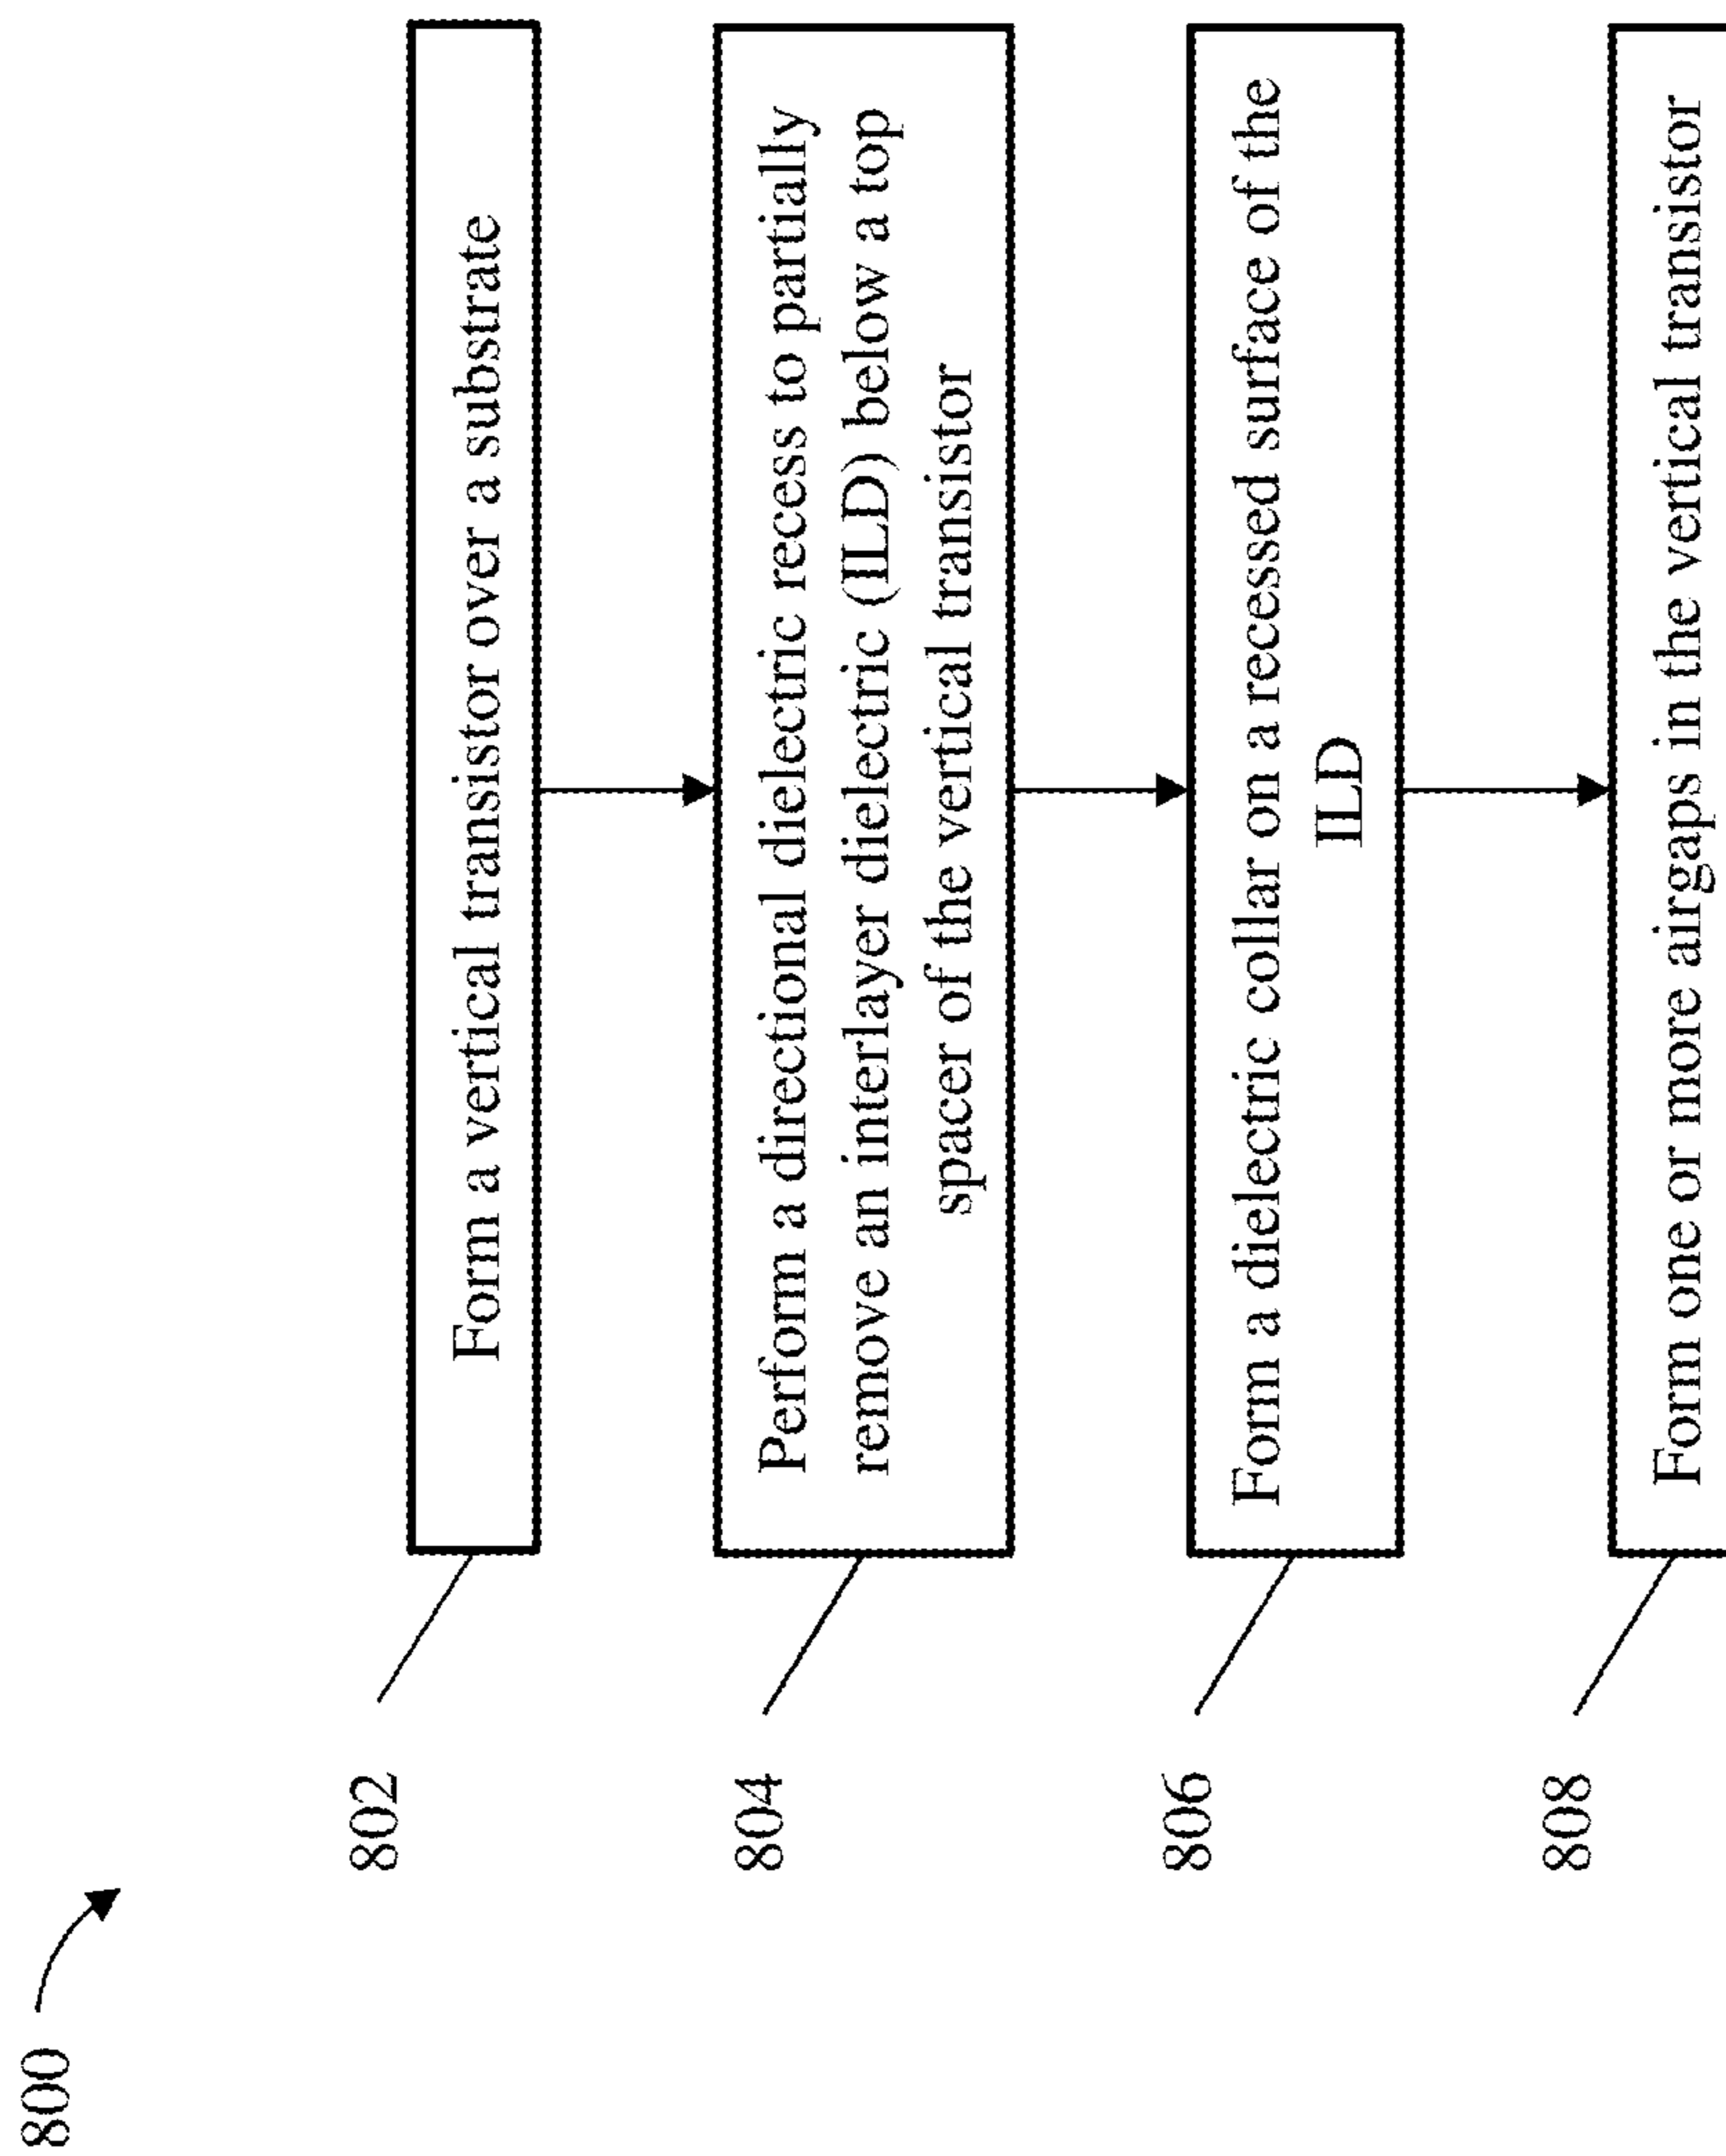 800
802
Form a vertical transistor over a substrate
804
Perform a directional dielectric recess to partially
remove an interlayer dielectric (ILD) below a top
spacer of the vertical transistor
806
Form a dielectric collar on a recessed surface of the
ILD
808
Form one or more airgaps in the vertical transistor